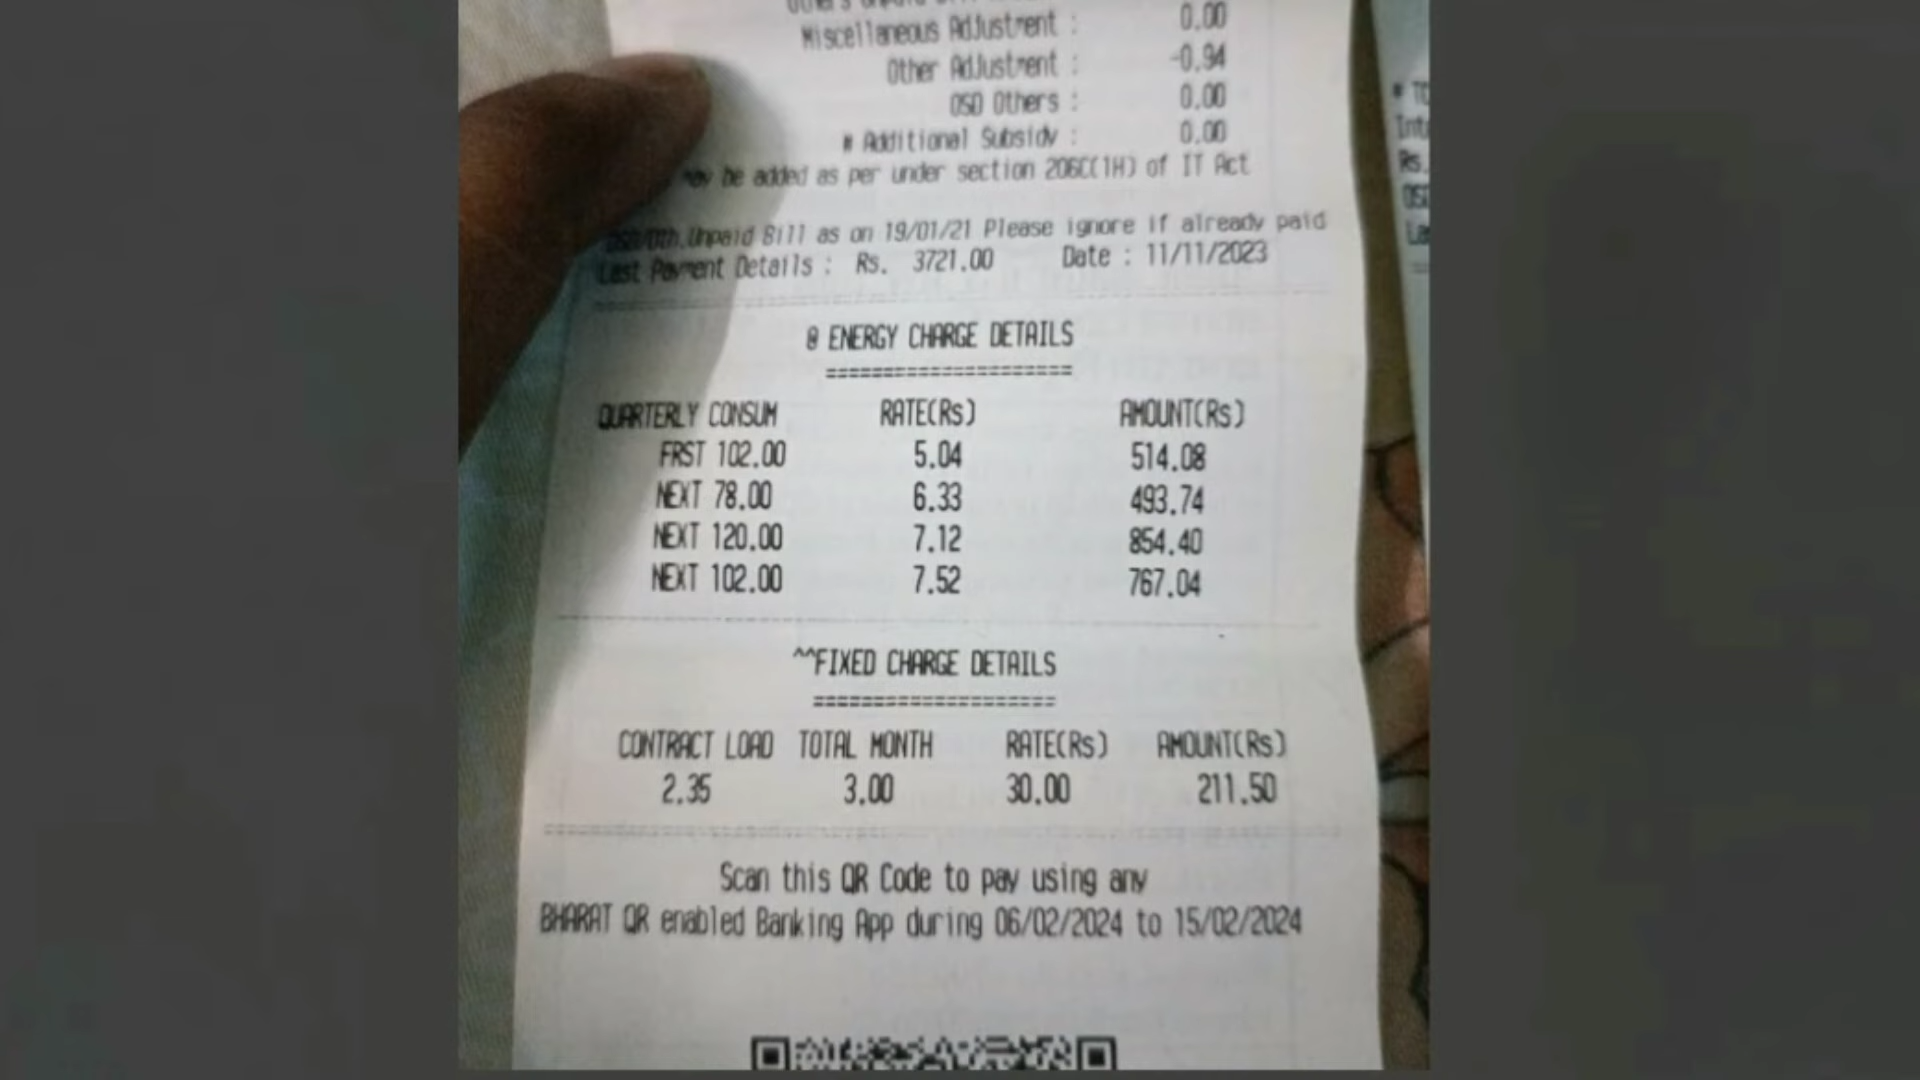 Miscellaneous Adjustment : 0.00
Other Adjustment : -0.94
OSD Others : 0.00
# Additional Subsidy : 0.00
may be added as per under section 206C(1H) of IT Act
Unpaid Bill as on 19/01/21 Please ignore if already paid
Last Payment Details : Rs. 3721.00 Date : 11/11/2023
@ ENERGY CHARGE DETAILS
=====================
QUARTERLY CONSUM RATE(Rs) AMOUNT(Rs)
FRST 102.00 5.04 514.08
NEXT 78.00 6.33 493.74
NEXT 120.00 7.12 854.40
NEXT 102.00 7.52 767.04
^^FIXED CHARGE DETAILS
=====================
CONTRACT LOAD TOTAL MONTH RATE(Rs) AMOUNT(Rs)
2.35 3.00 30.00 211.50
Scan this QR Code to pay using any
BHARAT QR enabled Banking App during 06/02/2024 to 15/02/2024
Rs.